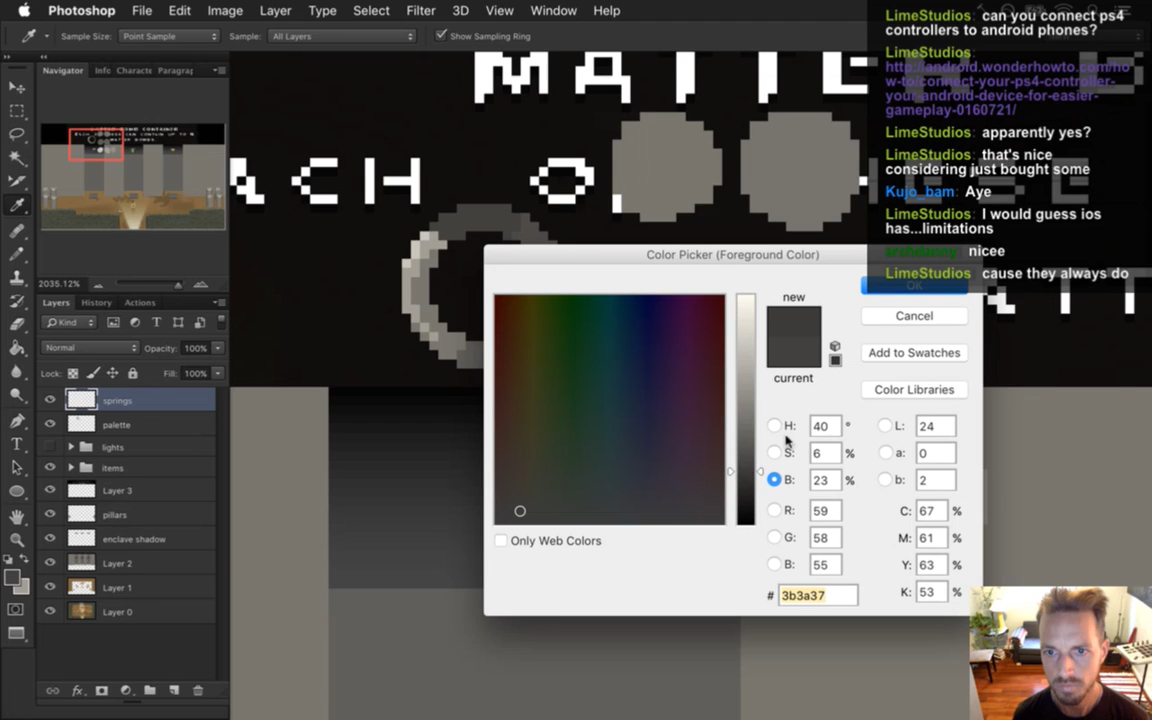 Photoshop File Edit Image Layer Type Select Filter 3D View Window Help
Sample Size: Point Sample Sample: All Layers Show Sampling Ring
LimeStudios: can you connect ps4
controllers to android phones?
LimeStudios:
http://android.wonderhowto.com/ho
w-to/connect-your-ps4-controller-
your-android-device-for-easier-
gameplay-0160721/
LimeStudios: apparently yes?
LimeStudios: that's nice
considering just bought some
Kujo_bam: Aye
LimeStudios: I would guess ios
has...limitations
nicee
LimeStudios: cause they always do
Navigator Info Characte Paragraph
2035.12%
Layers History Actions
Kind
Normal Opacity: 100%
Lock: Fill: 100%
springs
palette
lights
items
Layer 3
pillars
enclave shadow
Layer 2
Layer 1
Layer 0
fx
MATTE
ACH O
Color Picker (Foreground Color)
new
current
OK
Cancel
Add to Swatches
Color Libraries
H: 40 ° L: 24
S: 6 % a: 0
B: 23 % b: 2
R: 59 C: 67 %
G: 58 M: 61 %
B: 55 Y: 63 %
# 3b3a37 K: 53 %
Only Web Colors